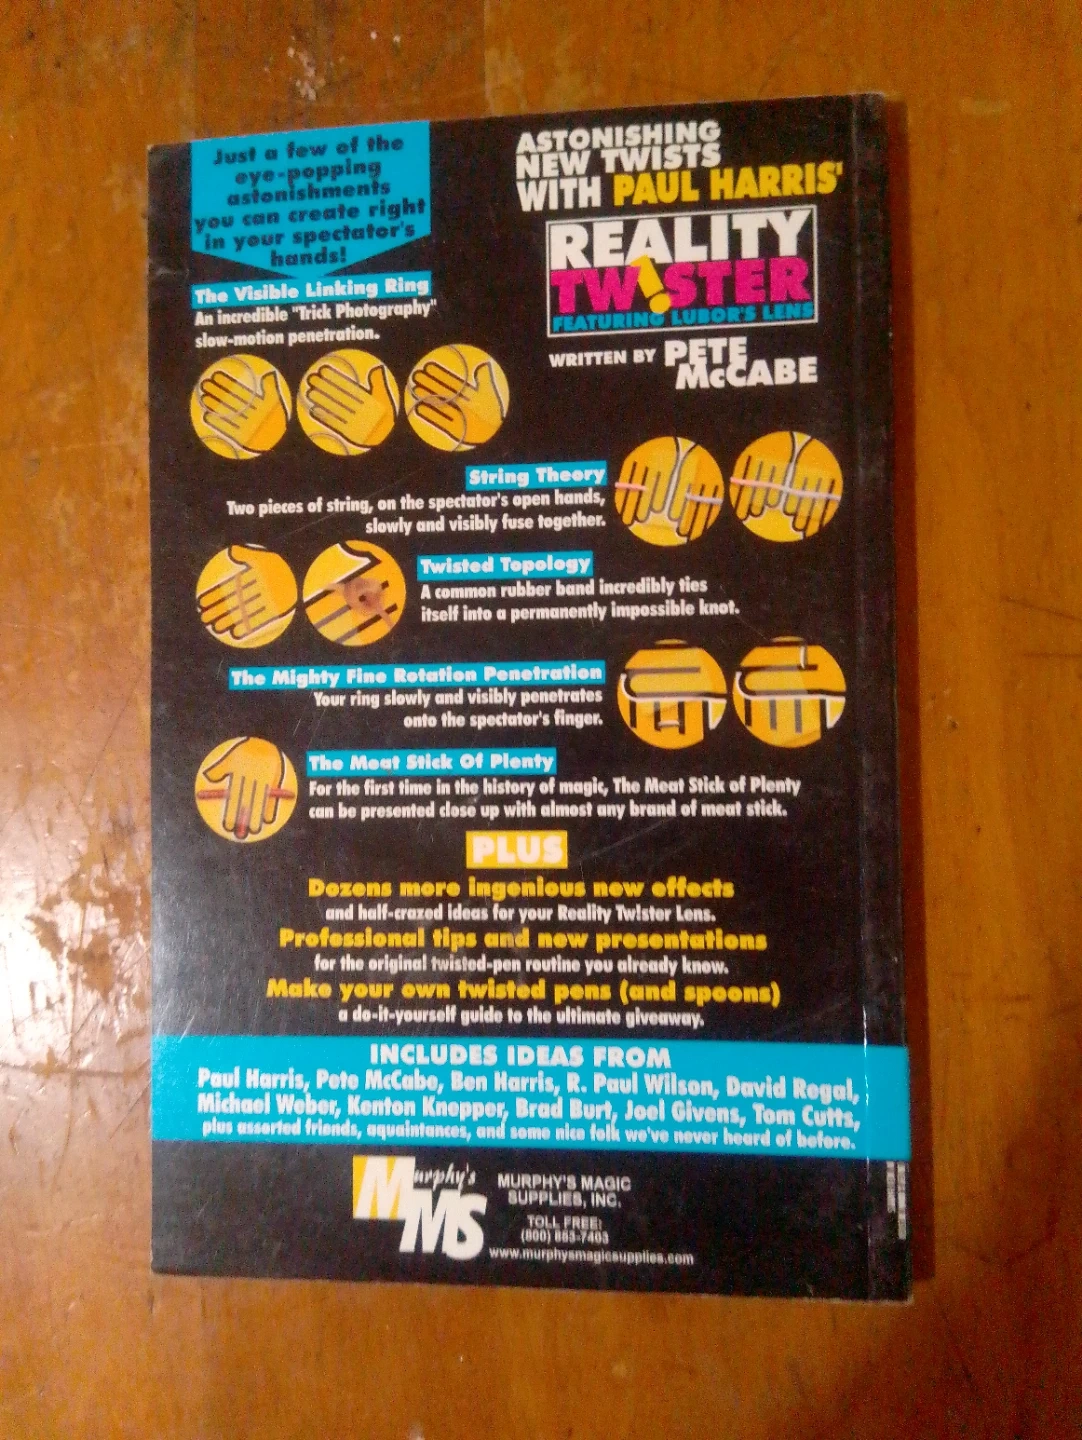 Just a few of the
eye-popping
astonishments
you can create right
in your spectator's
hands!
ASTONISHING
NEW TWISTS
WITH PAUL HARRIS'
REALITY
TW!STER
FEATURING LUBOR'S LENS
WRITTEN BY PETE
McCABE
The Visible Linking Ring
An incredible "Trick Photography"
slow-motion penetration.
String Theory
Two pieces of string, on the spectator's open hands,
slowly and visibly fuse together.
Twisted Topology
A common rubber band incredibly ties
itself into a permanently impossible knot.
The Mighty Fine Rotation Penetration
Your ring slowly and visibly penetrates
onto the spectator's finger.
The Meat Stick Of Plenty
For the first time in the history of magic, The Meat Stick of Plenty
can be presented close up with almost any brand of meat stick.
PLUS
Dozens more ingenious new effects
and half-crazed ideas for your Reality Twister Lens.
Professional tips and new presentations
for the original twisted-pen routine you already know.
Make your own twisted pens (and spoons)
a do-it-yourself guide to the ultimate giveaway.
INCLUDES IDEAS FROM
Paul Harris, Pete McCabe, Ben Harris, R. Paul Wilson, David Regal,
Michael Weber, Kenton Knepper, Brad Burt, Joel Givens, Tom Cutts,
plus assorted friends, aquaintances, and some nice folk we've never heard of before.
Murphy's
MMS
MURPHY'S MAGIC
SUPPLIES, INC.
TOLL FREE:
(800) 853-7403
www.murphysmagicsupplies.com